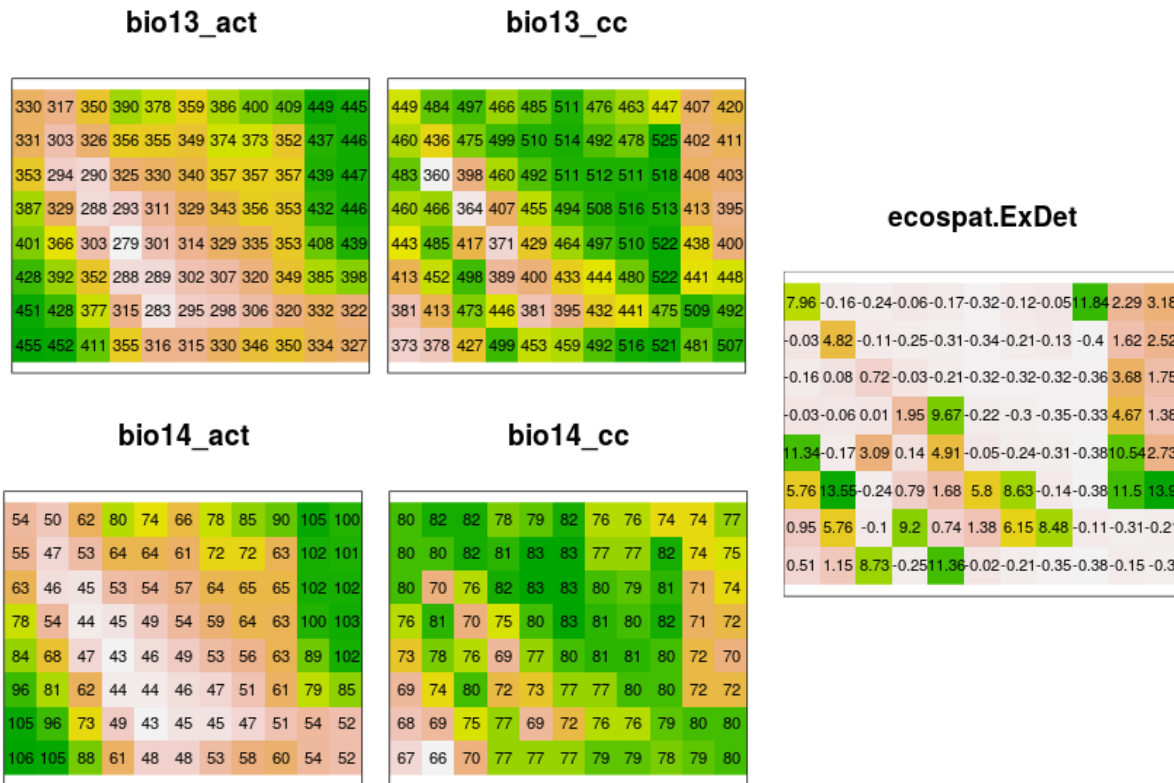 bio13_act
330 317 350 390 378 359 386 400 409 449 445
331 303 326 356 355 349 374 373 352 437 446
353 294 290 325 330 340 357 357 357 439 447
387 329 288 293 311 329 343 356 353 432 446
401 366 303 279 301 314 329 335 353 408 439
428 392 352 288 289 302 307 320 349 385 398
451 428 377 315 283 295 298 306 320 332 322
455 452 411 355 316 315 330 346 350 334 327
bio13_cc
449 484 497 466 485 511 476 463 447 407 420
460 436 475 499 510 514 492 478 525 402 411
483 360 398 460 492 511 512 511 518 408 403
460 466 364 407 455 494 508 516 513 413 395
443 485 417 371 429 464 497 510 522 438 400
413 452 498 389 400 433 444 480 522 441 448
381 413 473 446 381 395 432 441 475 509 492
373 378 427 499 453 459 492 516 521 481 507
bio14_act
54 50 62 80 74 66 78 85 90 105 100
55 47 53 64 64 61 72 72 63 102 101
63 46 45 53 54 57 64 65 65 102 102
78 54 44 45 49 54 59 64 63 100 103
84 68 47 43 46 49 53 56 63 89 102
96 81 62 44 44 46 47 51 61 79 85
105 96 73 49 43 45 45 47 51 54 52
106 105 88 61 48 48 53 58 60 54 52
bio14_cc
80 82 82 78 79 82 76 76 74 74 77
80 80 82 81 83 83 77 77 82 74 75
80 70 76 82 83 83 80 79 81 71 74
76 81 70 75 80 83 81 80 82 71 72
73 78 76 69 77 80 81 81 80 72 70
69 74 80 72 73 77 77 80 80 72 72
68 69 75 77 69 72 76 76 79 80 80
67 66 70 77 77 77 79 79 78 79 80
ecospat.ExDet
7.96 -0.16 -0.24 -0.06 -0.17 -0.32 -0.12 -0.05 11.84 2.29 3.18
-0.03 4.82 -0.11 -0.25 -0.31 -0.34 -0.21 -0.13 -0.4 1.62 2.52
-0.16 0.08 0.72 -0.03 -0.21 -0.32 -0.32 -0.32 -0.36 3.68 1.75
-0.03 -0.06 0.01 1.95 9.67 -0.22 -0.3 -0.35 -0.33 4.67 1.38
11.34 -0.17 3.09 0.14 4.91 -0.05 -0.24 -0.31 -0.38 10.54 2.73
5.76 13.55 -0.24 0.79 1.68 5.8 8.63 -0.14 -0.38 11.5 13.9
0.95 5.76 -0.1 9.2 0.74 1.38 6.15 8.48 -0.11 -0.31
0.51 1.15 8.73 -0.25 11.36 -0.02 -0.21 -0.35 -0.38 -0.15 -0.3